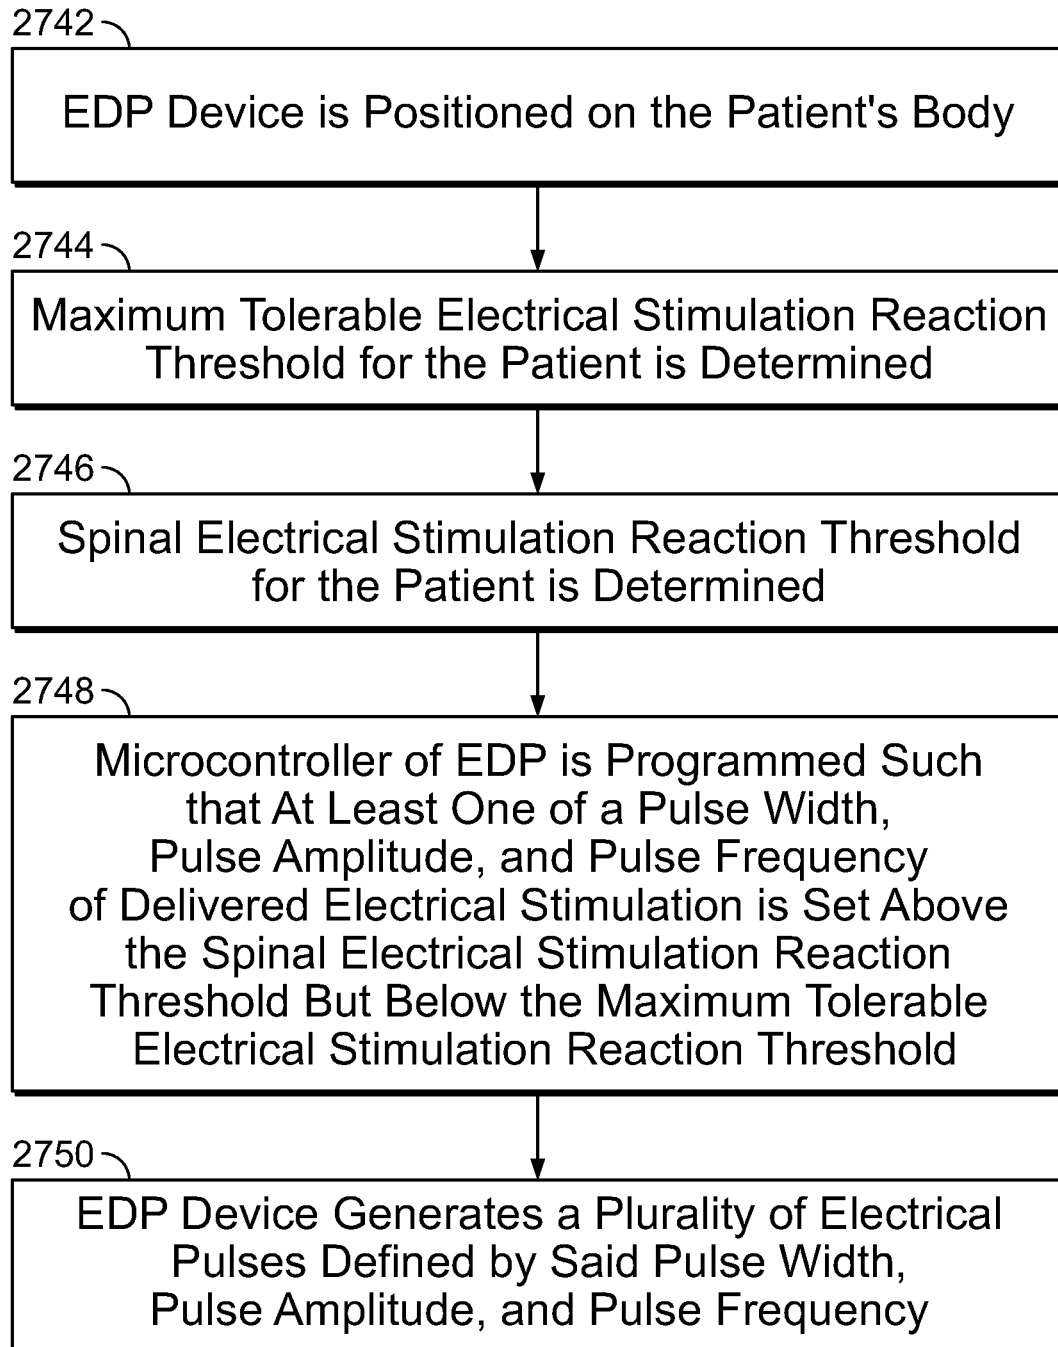 2742
EDP Device is Positioned on the Patient's Body
2744
Maximum Tolerable Electrical Stimulation Reaction
Threshold for the Patient is Determined
2746
Spinal Electrical Stimulation Reaction Threshold
for the Patient is Determined
2748
Microcontroller of EDP is Programmed Such
that At Least One of a Pulse Width,
Pulse Amplitude, and Pulse Frequency
of Delivered Electrical Stimulation is Set Above
the Spinal Electrical Stimulation Reaction
Threshold But Below the Maximum Tolerable
Electrical Stimulation Reaction Threshold
2750
EDP Device Generates a Plurality of Electrical
Pulses Defined by Said Pulse Width,
Pulse Amplitude, and Pulse Frequency